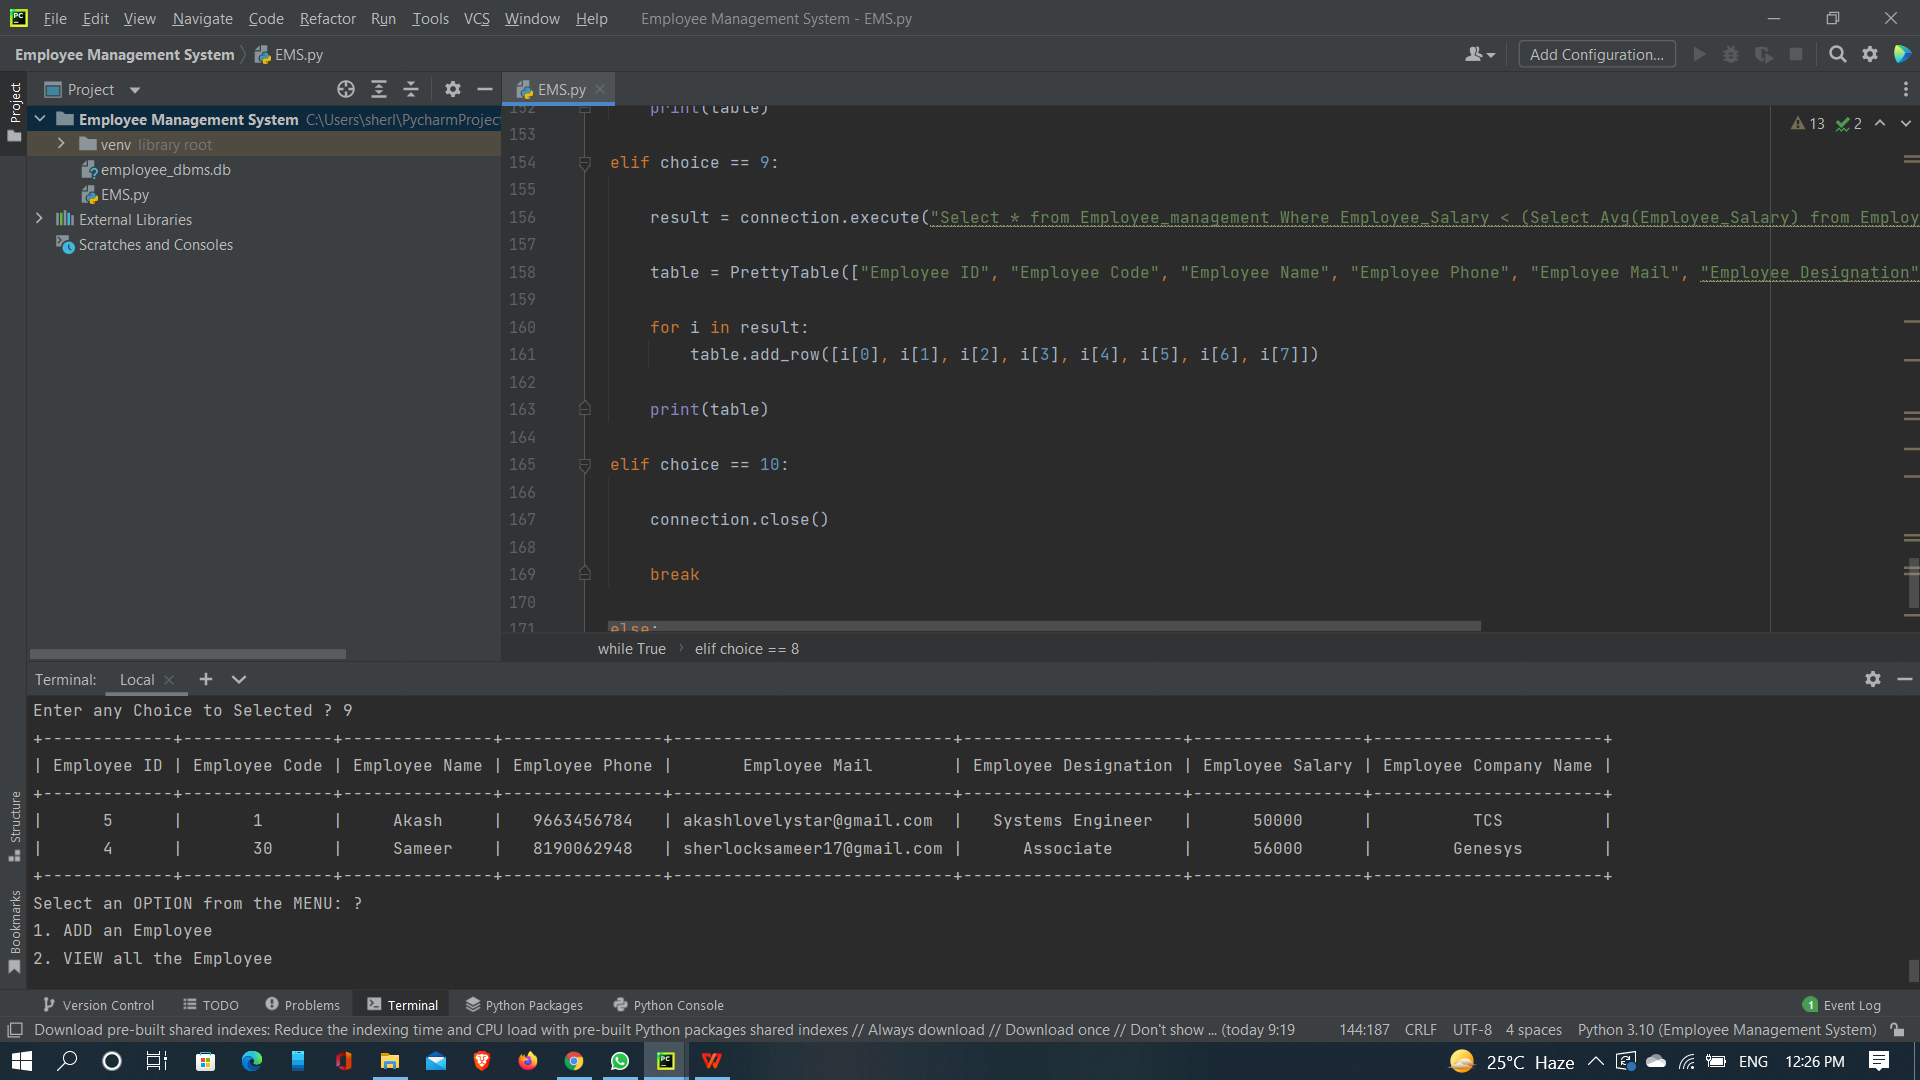 PC File Edit View Navigate Code Refactor Run Tools VCS Window Help Employee Management System - EMS.py
Employee Management System EMS.py Add Configuration...
Project
Project
EMS.py
Employee Management System C:\Users\sherl\PycharmProjec
venv library root
employee_dbms.db
EMS.py
External Libraries
Scratches and Consoles
13 2
152 print(table)
153
154 elif choice == 9:
155
156 result = connection.execute("Select * from Employee_management Where Employee_Salary < (Select Avg(Employee_Salary) from Employ
157
158 table = PrettyTable(["Employee ID", "Employee Code", "Employee Name", "Employee Phone", "Employee Mail", "Employee Designation"
159
160 for i in result:
161 table.add_row([i[0], i[1], i[2], i[3], i[4], i[5], i[6], i[7]])
162
163 print(table)
164
165 elif choice == 10:
166
167 connection.close()
168
169 break
170
171 else:
while True elif choice == 8
Terminal: Local
Enter any Choice to Selected ? 9
+-------------+---------------+---------------+----------------+----------------------------+----------------------+-----------------+-----------------------+
| Employee ID | Employee Code | Employee Name | Employee Phone | Employee Mail | Employee Designation | Employee Salary | Employee Company Name |
+-------------+---------------+---------------+----------------+----------------------------+----------------------+-----------------+-----------------------+
| 5 | 1 | Akash | 9663456784 | akashlovelystar@gmail.com | Systems Engineer | 50000 | TCS |
| 4 | 30 | Sameer | 8190062948 | sherlocksameer17@gmail.com | Associate | 56000 | Genesys |
+-------------+---------------+---------------+----------------+----------------------------+----------------------+-----------------+-----------------------+
Select an OPTION from the MENU: ?
1. ADD an Employee
2. VIEW all the Employee
Structure
Bookmarks
Version Control TODO Problems Terminal Python Packages Python Console 1 Event Log
Download pre-built shared indexes: Reduce the indexing time and CPU load with pre-built Python packages shared indexes // Always download // Download once // Don't show ... (today 9:19 144:187 CRLF UTF-8 4 spaces Python 3.10 (Employee Management System)
PC 25°C Haze ENG 12:26 PM